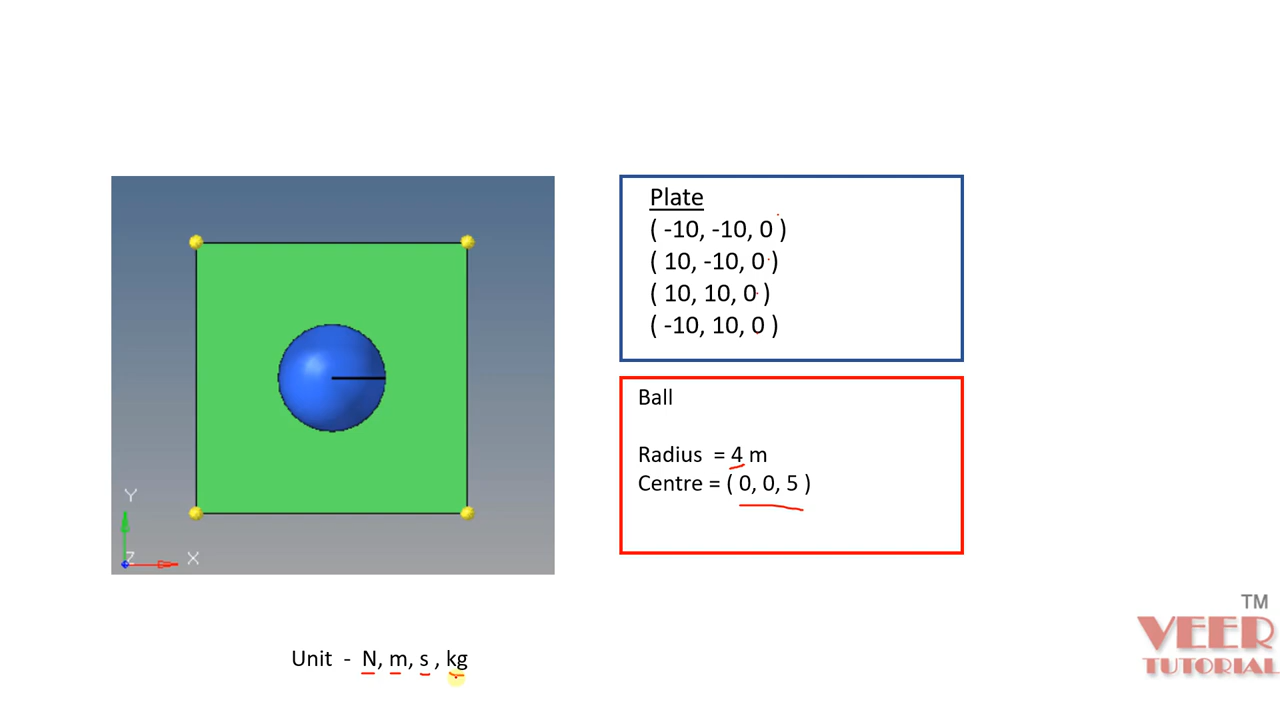 Plate
( -10, -10, 0 )
( 10, -10, 0 )
( 10, 10, 0 )
( -10, 10, 0 )
Ball
Radius = 4 m
Centre = ( 0, 0, 5 )
Y
Z
X
Unit - N, m, s , kg
TM
VEER
TUTORIAL